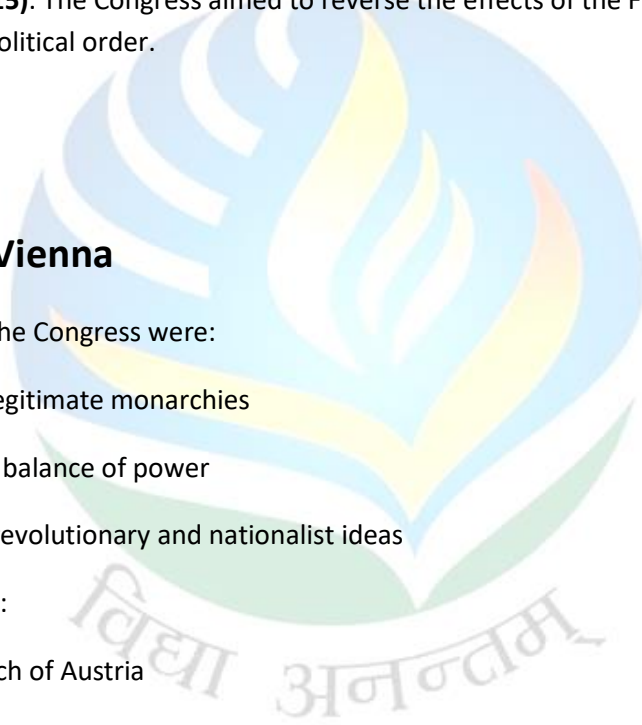 15). The Congress aimed to reverse the effects of the F
olitical order.
Vienna
he Congress were:
egitimate monarchies
balance of power
evolutionary and nationalist ideas
:
ch of Austria
विद्या अनन्तम्